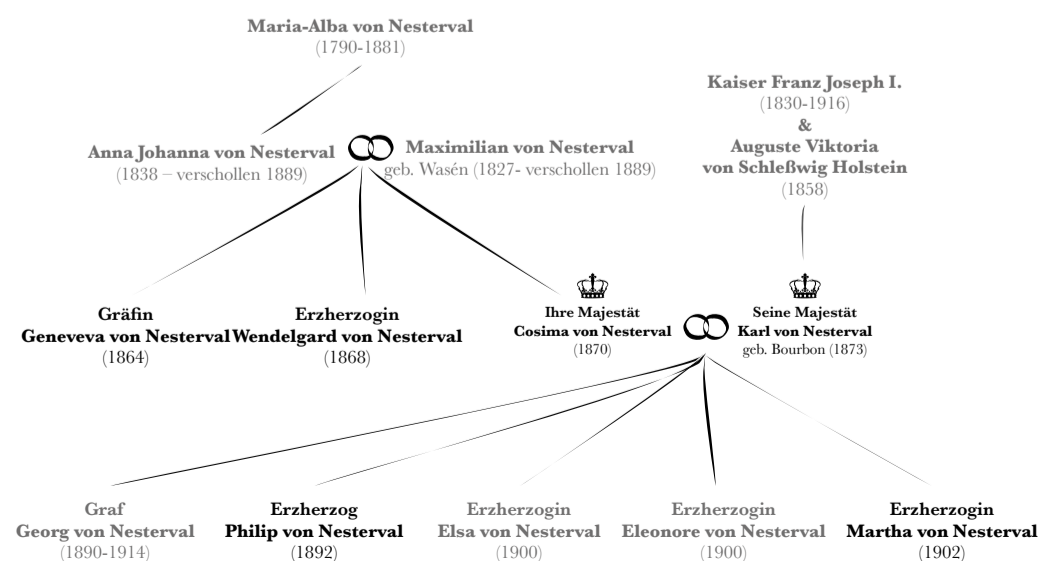 Maria-Alba von Nesterval
(1790-1881)
Kaiser Franz Joseph I.
(1830-1916)
&
Auguste Viktoria
von Schleßwig Holstein
(1858)
Anna Johanna von Nesterval
(1838 – verschollen 1889)
Maximilian von Nesterval
geb. Wasén (1827- verschollen 1889)
Gräfin
Geneveva von Nesterval
(1864)
Erzherzogin
Wendelgard von Nesterval
(1868)
Ihre Majestät
Cosima von Nesterval
(1870)
Seine Majestät
Karl von Nesterval
geb. Bourbon (1873)
Graf
Georg von Nesterval
(1890-1914)
Erzherzog
Philip von Nesterval
(1892)
Erzherzogin
Elsa von Nesterval
(1900)
Erzherzogin
Eleonore von Nesterval
(1900)
Erzherzogin
Martha von Nesterval
(1902)